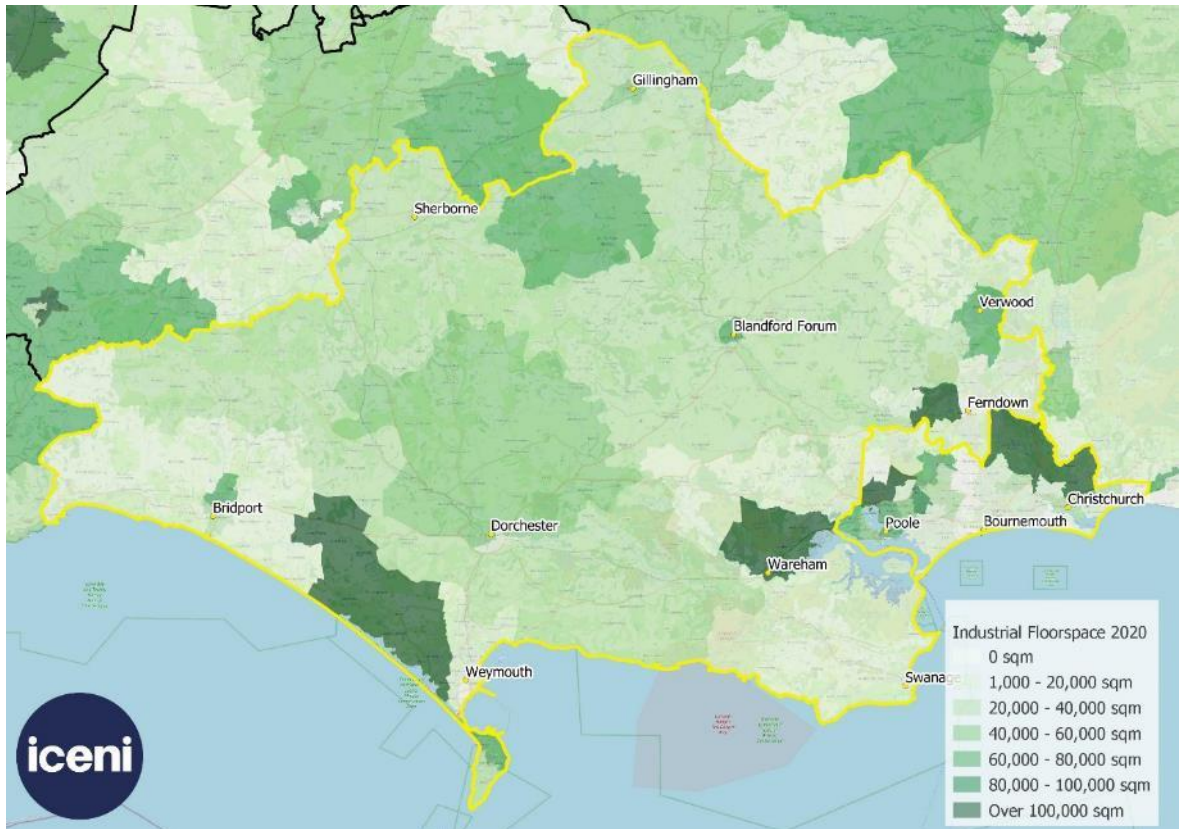 Gillingham
Sherborne
Verwood
Blandford Forum
Ferndown
Bridport
Christchurch
Dorchester
Poole
Bournemouth
Wareham
Weymouth
Swanage
Industrial Floorspace 2020
0 sqm
1,000 - 20,000 sqm
20,000 - 40,000 sqm
40,000 - 60,000 sqm
60,000 - 80,000 sqm
80,000 - 100,000 sqm
Over 100,000 sqm
iceni